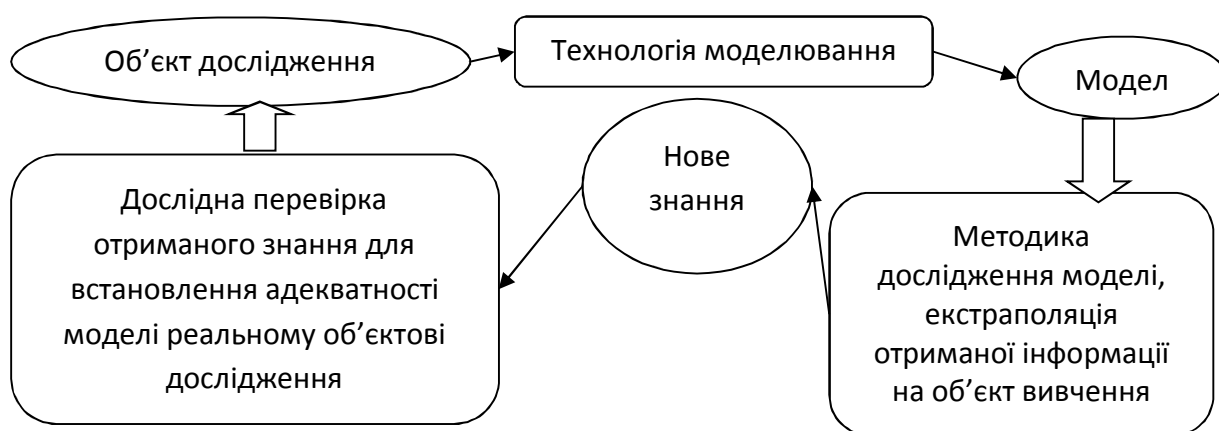 Об’єкт дослідження
Технологія моделювання
Модел
Нове
знання
Дослідна перевірка
отриманого знання для
встановлення адекватності
моделі реальному об’єктові
дослідження
Методика
дослідження моделі,
екстраполяція
отриманої інформації
на об’єкт вивчення